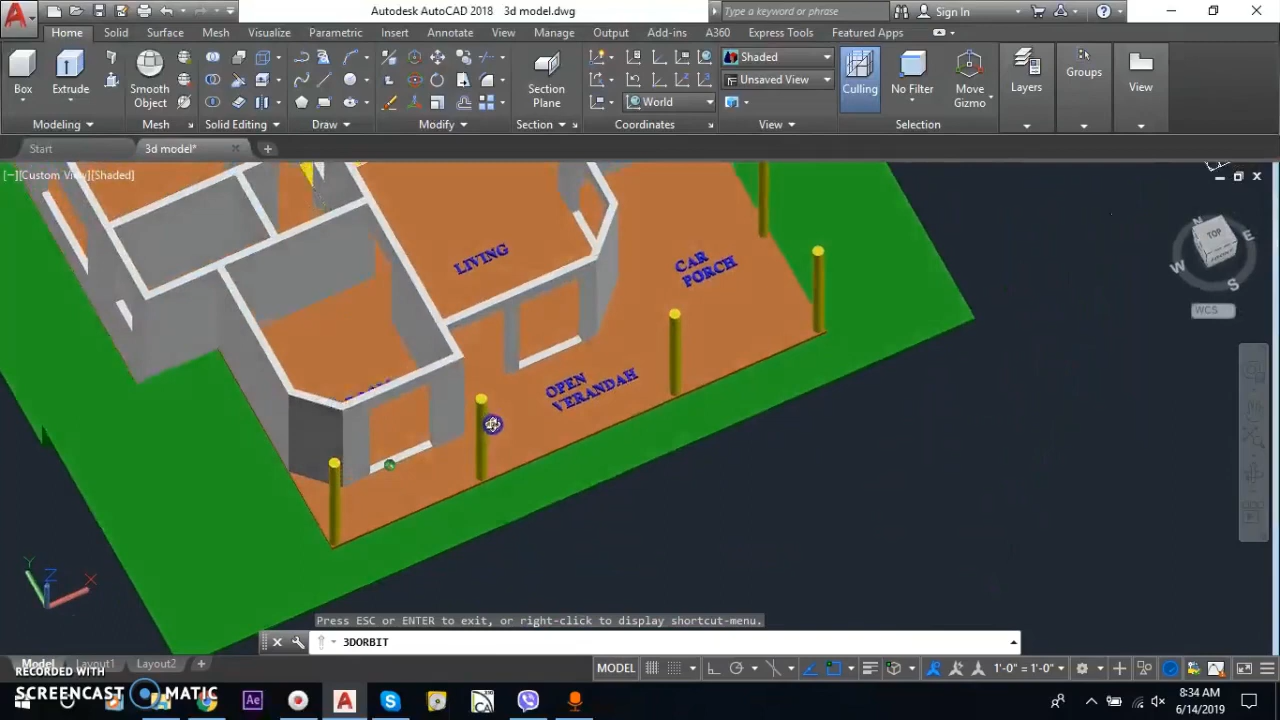 Autodesk AutoCAD 2018 3d model.dwg
Type a keyword or phrase
Sign In
Home Solid Surface Mesh Visualize Parametric Insert Annotate View Manage Output Add-ins A360 Express Tools Featured Apps
Box
Extrude
Smooth
Object
Section
Plane
Shaded
Unsaved View
World
Culling
No Filter
Move
Gizmo
Layers
Groups
View
Modeling
Mesh
Solid Editing
Draw
Modify
Section
Coordinates
View
Selection
Start
3d model*
[−][Custom View][Shaded]
LIVING
CAR
PORCH
OPEN
VERANDAH
N
E
S
W
TOP
WCS
Y
Z
X
Press ESC or ENTER to exit, or right-click to display shortcut-menu.
3DORBIT
Model Layout1 Layout2
MODEL
1'-0" = 1'-0"
RECORDED WITH
SCREENCAST MATIC
8:34 AM
6/14/2019